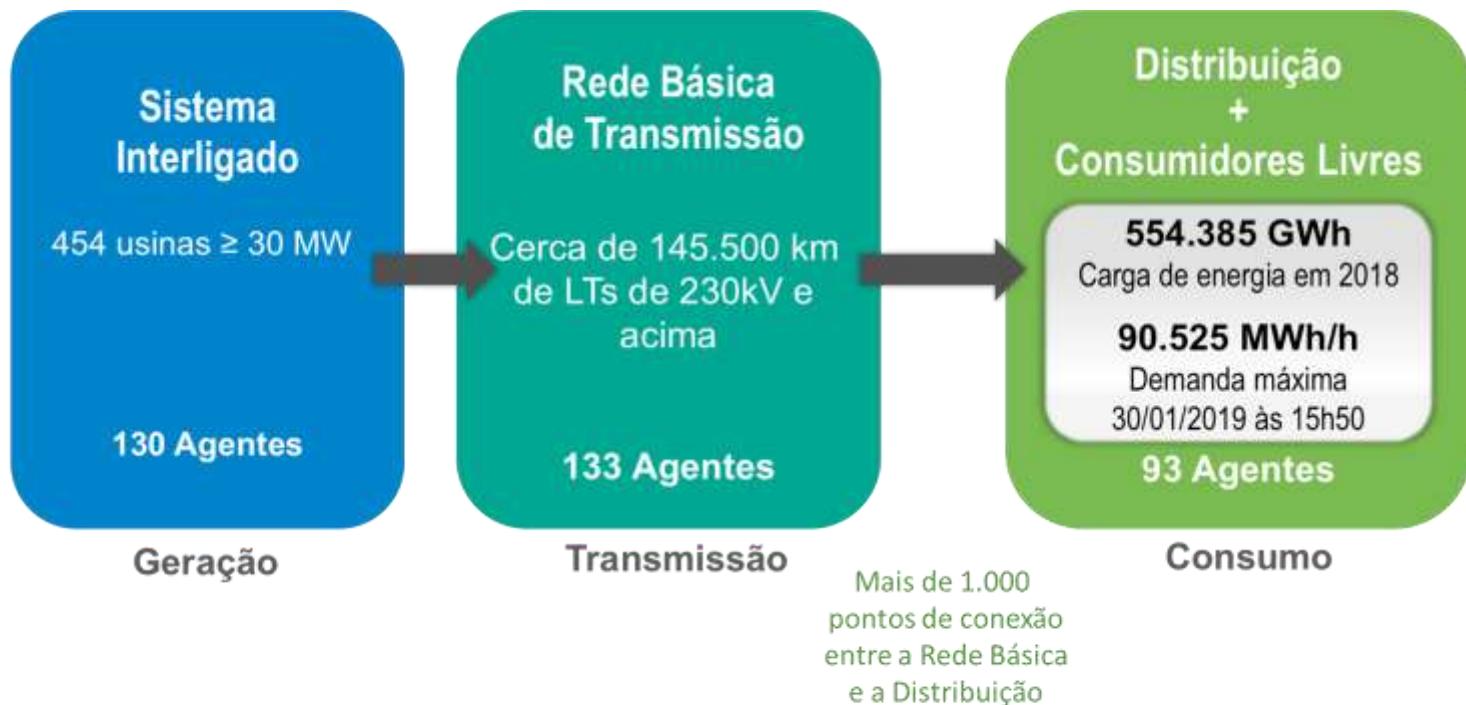 Sistema
Interligado
454 usinas ≥ 30 MW
130 Agentes
Geração
Rede Básica
de Transmissão
Cerca de 145.500 km
de LTs de 230kV e
acima
133 Agentes
Transmissão
Mais de 1.000
pontos de conexão
entre a Rede Básica
e a Distribuição
Distribuição
+
Consumidores Livres
554.385 GWh
Carga de energia em 2018
90.525 MWh/h
Demanda máxima
30/01/2019 às 15h50
93 Agentes
Consumo